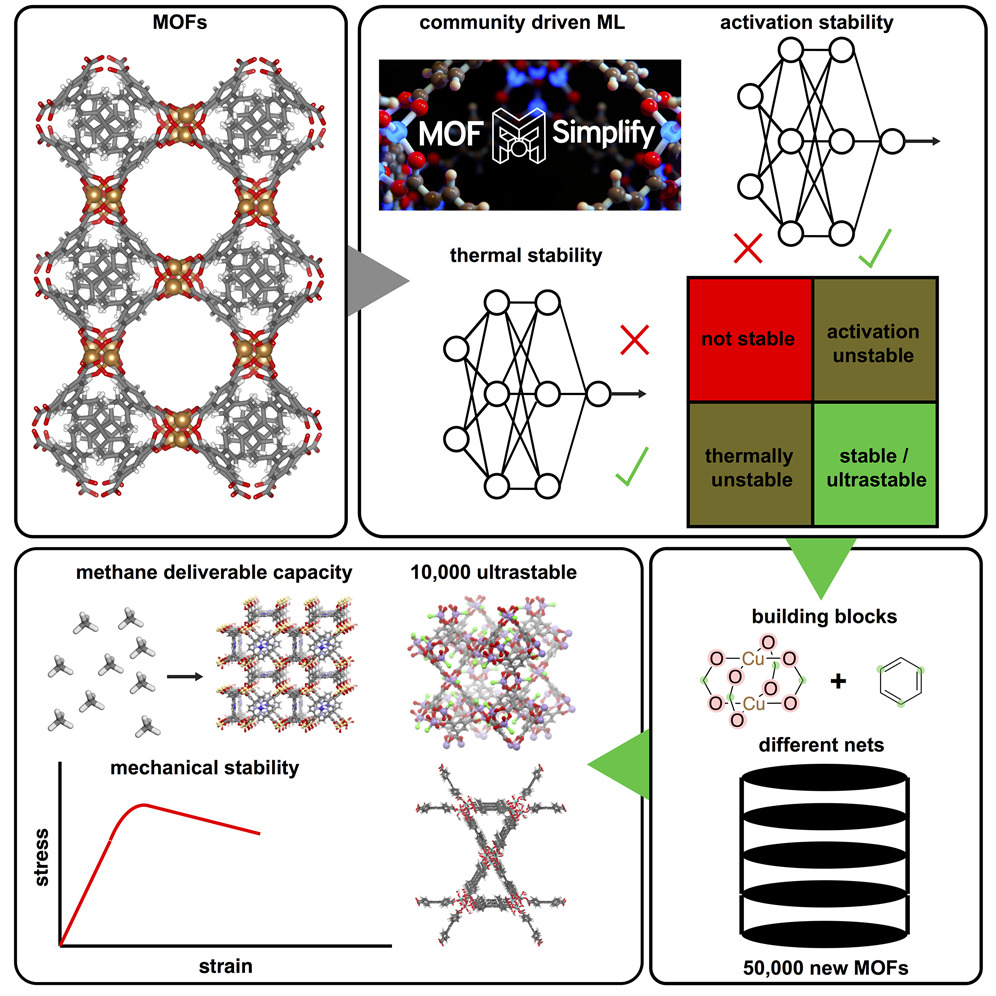 MOFs
community driven ML
MOF Simplify
activation stability
thermal stability
not stable
activation
unstable
thermally
unstable
stable /
ultrastable
methane deliverable capacity
10,000 ultrastable
mechanical stability
stress
strain
building blocks
O
O
Cu
O
O
O
+
O
Cu
O
O
different nets
50,000 new MOFs